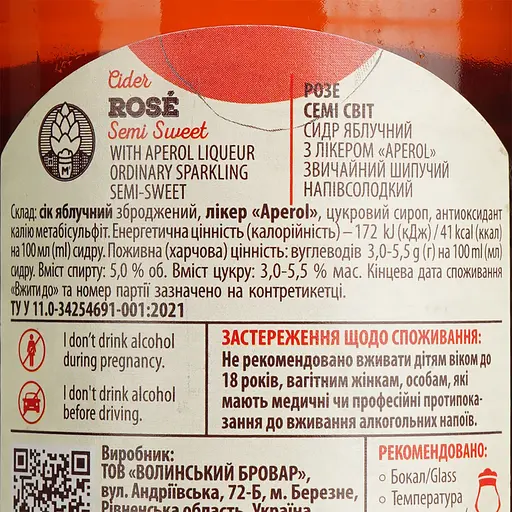 Cider
ROSÉ
Semi Sweet
WITH APEROL LIQUEUR
ORDINARY SPARKLING
SEMI-SWEET
M
РОЗЕ
СЕМІ СВІТ
СИДР ЯБЛУЧНИЙ
З ЛІКЕРОМ «APEROL»
ЗВИЧАЙНИЙ ШИПУЧИЙ
НАПІВСОЛОДКИЙ
Склад: сік яблучний зброджений, лікер «Aperol», цукровий сироп, антиоксидант
калію метабісульфіт. Енергетична цінність (калорійність) – 172 kJ (кДж) / 41 kcal (ккал)
на 100 мл (ml) сидру. Поживна (харчова) цінність: вуглеводів 3,0-5,5 g (г) на 100 ml (мл)
сидру. Вміст спирту: 5,0 % об. Вміст цукру: 3,0-5,5 % мас. Кінцева дата споживання
«Вжити до» та номер партії зазначено на контретикетці.
ТУ У 11.0-34254691-001:2021
I don't drink alcohol
during pregnancy.
I don't drink alcohol
before driving.
ЗАСТЕРЕЖЕННЯ ЩОДО СПОЖИВАННЯ:
Не рекомендовано вживати дітям віком до
18 років, вагітним жінкам, особам, які
мають медичні чи професійні протипока-
зання до вживання алкогольних напоїв.
Виробник:
ТОВ «ВОЛИНСЬКИЙ БРОВАР»,
вул. Андріївська, 72-Б, м. Березне,
Рівненська область, Україна
РЕКОМЕНДОВАНО:
○ Бокал/Glass
○ Температура